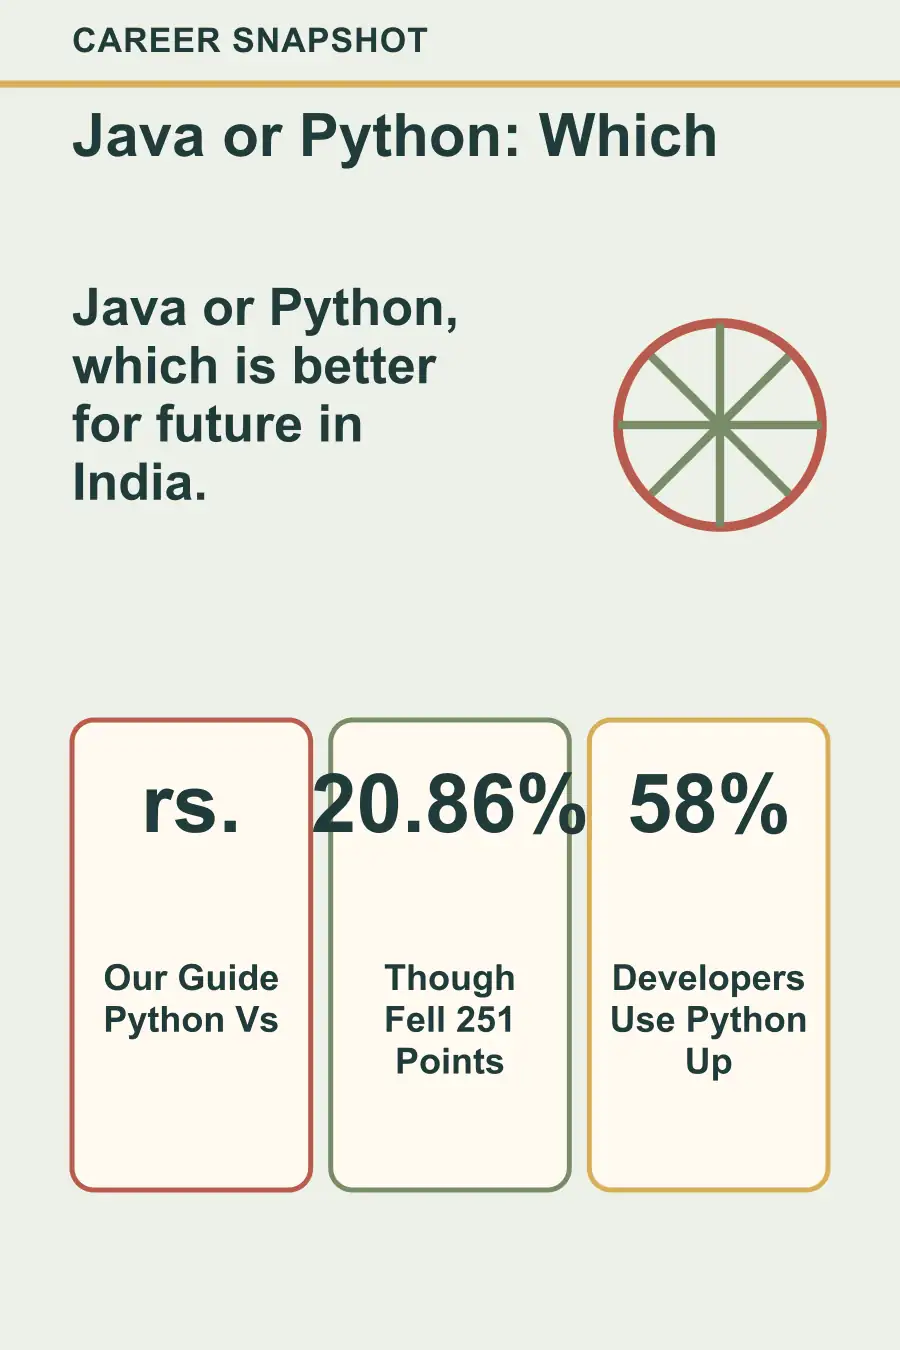 CAREER SNAPSHOT
Java or Python: Which
Java or Python,
which is better
for future in
India.
rs.
Our Guide
Python Vs
20.86%
Though
Fell 251
Points
58%
Developers
Use Python
Up